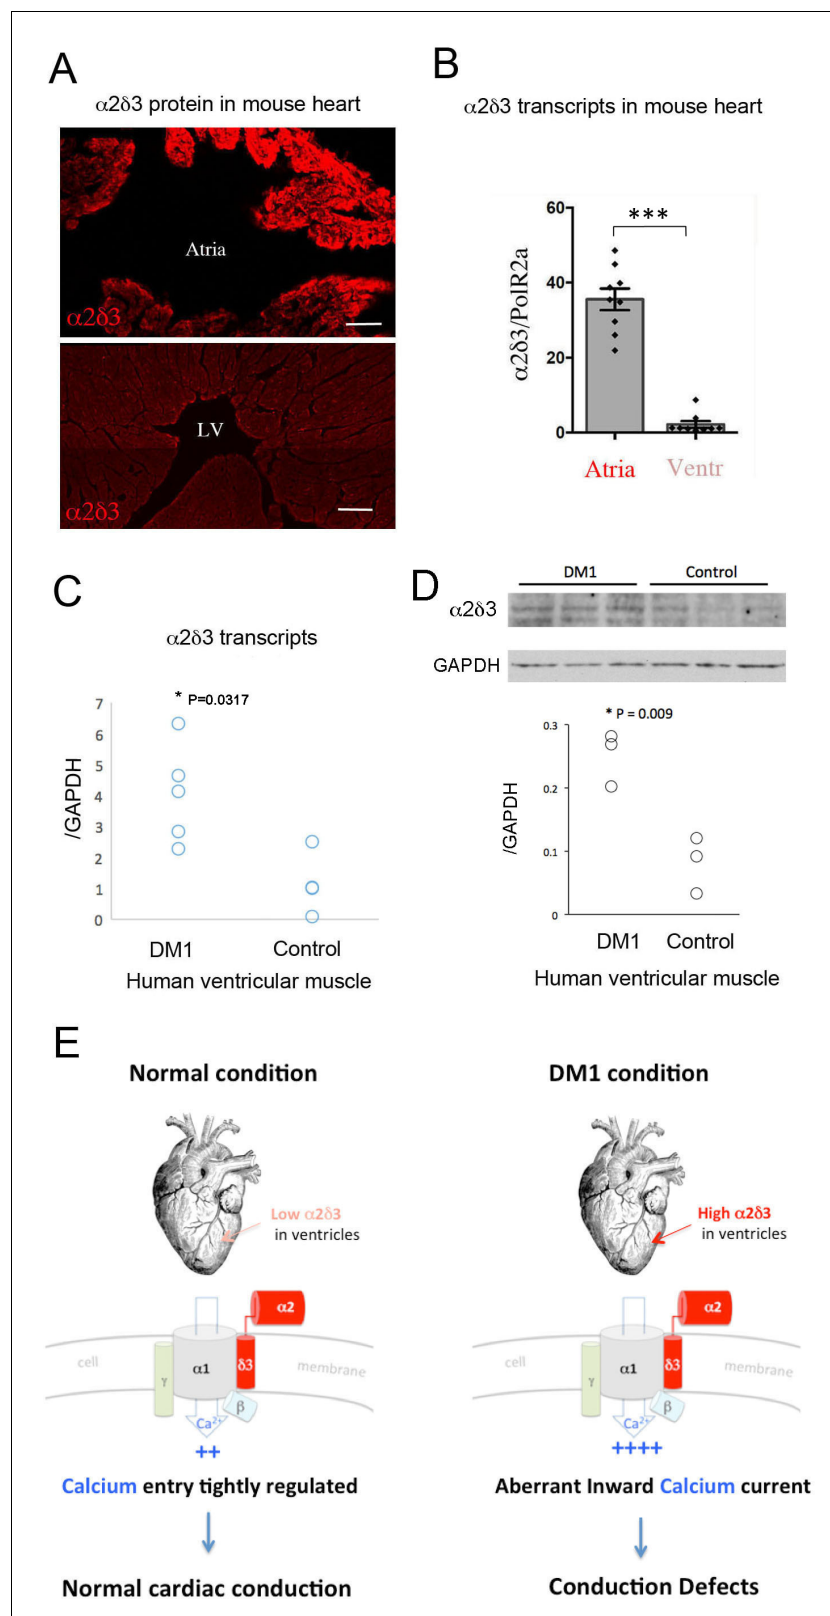 A
α2δ3 protein in mouse heart
Atria
α2δ3
LV
α2δ3
B
α2δ3 transcripts in mouse heart
***
60
40
20
0
α2δ3/PolR2a
Atria
Ventr
C
α2δ3 transcripts
* P=0.0317
7
6
5
4
3
2
1
0
/GAPDH
DM1
Control
Human ventricular muscle
D
DM1
Control
α2δ3
GAPDH
* P = 0.009
0.3
0.2
0.1
0
/GAPDH
DM1
Control
Human ventricular muscle
E
Normal condition
Low α2δ3
in ventricles
α2
cell
α1
δ3
membrane
γ
β
Ca2+
++
Calcium entry tightly regulated
Normal cardiac conduction
DM1 condition
High α2δ3
in ventricles
α2
cell
α1
δ3
membrane
γ
β
Ca2+
++++
Aberrant Inward Calcium current
Conduction Defects